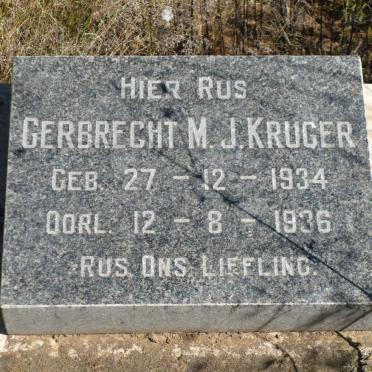 HIER RUS
GERBRECHT M. J. KRUGER
GEB. 27 - 12 - 1934
OORL. 12 - 8 - 1936
RUS ONS LIEFLING.